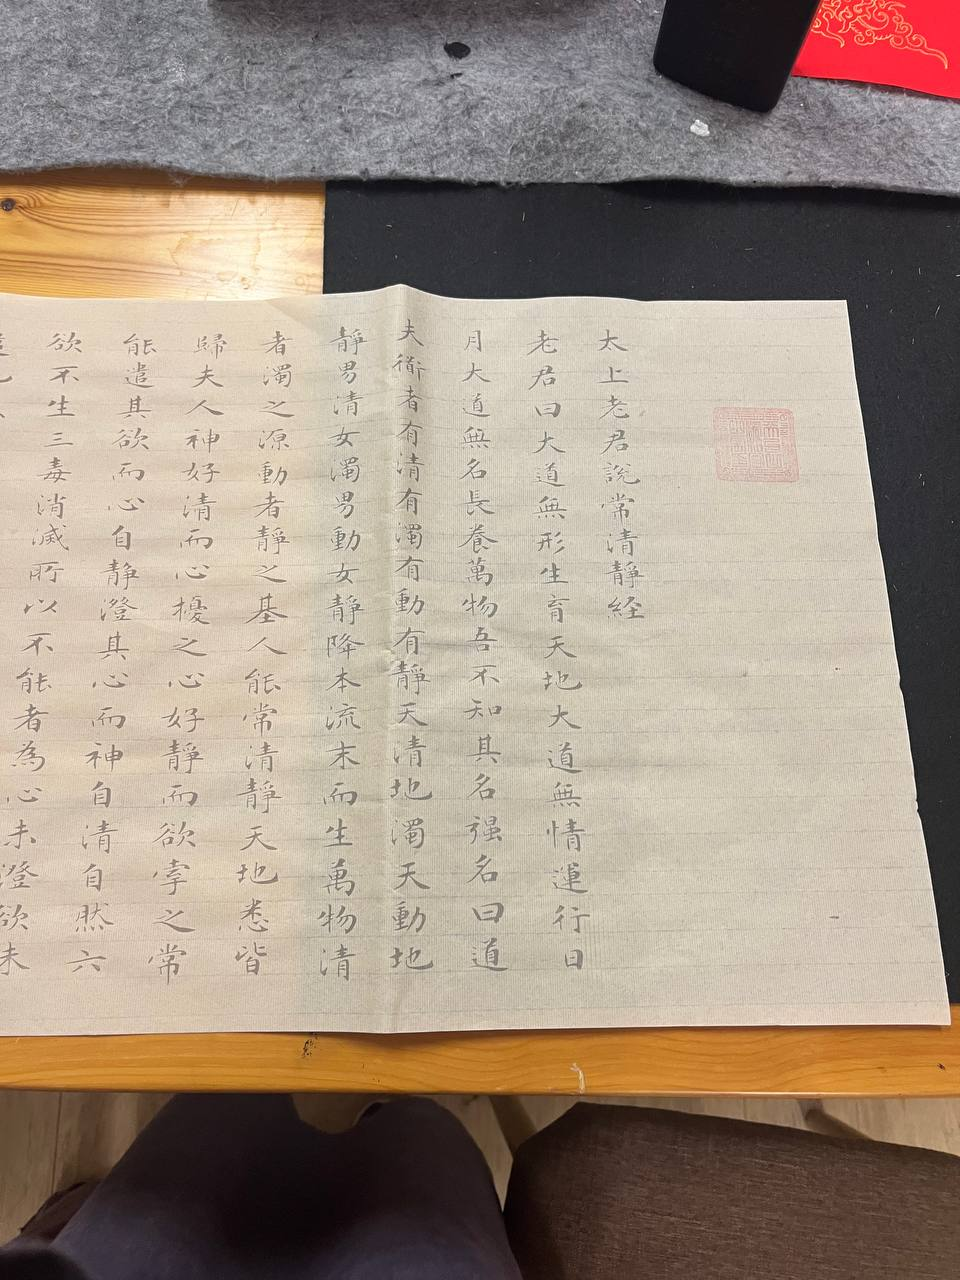 太上老君說常清靜経
老君曰大道無形生育天地大道無情運行日
月大道無名長養萬物吾不知其名强名曰道
夫衜者有清有濁有動有靜天清地濁天動地
靜男清女濁男動女靜降本流末而生萬物清
者濁之源動者靜之基人能常清靜天地悉皆
歸夫人神好清而心擾之心好靜而欲牽之常
能遣其欲而心自静澄其心而神自清自然六
欲不生三毒消滅所以不能者為心未澄欲未